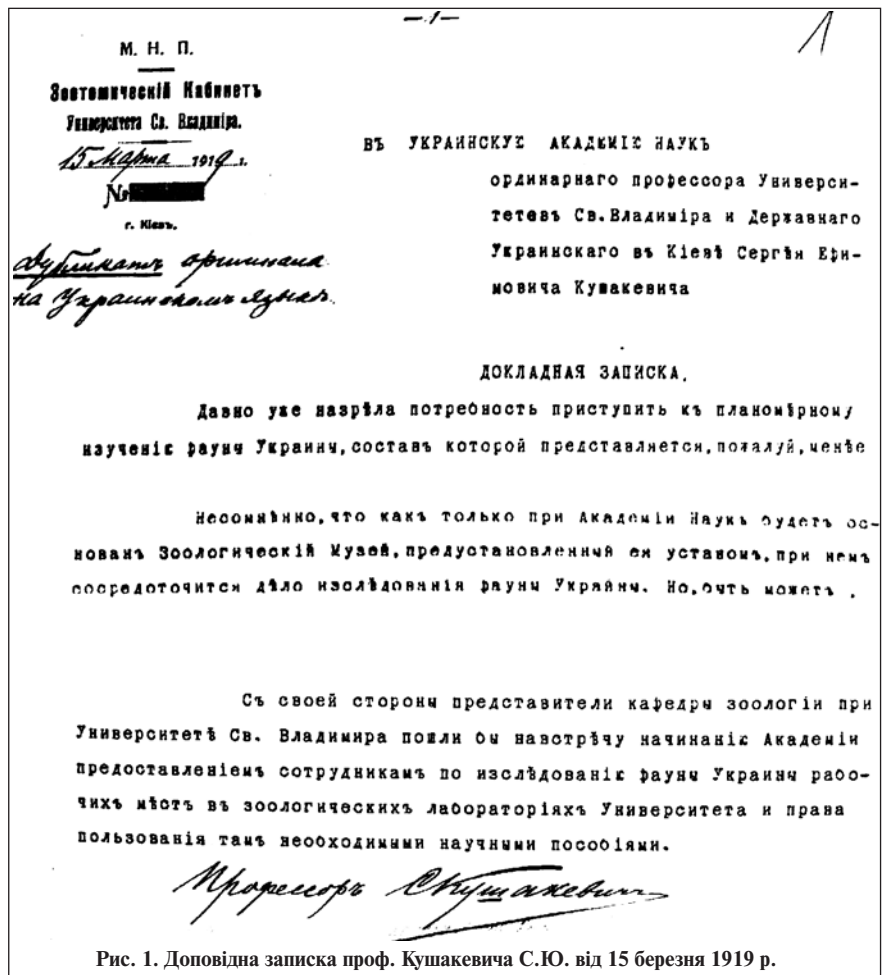 — 1 —
1
М. Н. П.
Зоотомическій Кабинетъ
Университета Св. Владиміра.
15 Марта 1919 г.
№
г. Кіевъ.
Дубликатъ оригинала
на Украинскомъ языкѣ.
ВЪ УКРАИНСКУЮ АКАДЕМІЮ НАУКЪ
ординарнаго профессора Универси-
тетовъ Св.Владиміра и Державнаго
Украинскаго въ Кіевѣ Сергѣя Ефи-
мовича Кушакевича
ДОКЛАДНАЯ ЗАПИСКА.
Давно уже назрѣла потребность приступить къ планомѣрному
изученію фауны Украины,составъ которой представляется,пожалуй,менѣе
Несомнѣнно,что какъ только при Академіи Наукъ будетъ ос-
нованъ Зоологическій Музей,предустановленный ея уставомъ,при немъ
сосредоточится дѣло изслѣдованія фауны Украйны. Но,быть можетъ ,
Съ своей стороны представители кафедры зоологіи при
Университетѣ Св. Владимира пошли бы навстрѣчу начинанію Академіи
предоставленіемъ сотрудникамъ по изслѣдованію фауны Украины рабо-
чихъ мѣстъ въ зоологическихъ лабораторіяхъ Университета и права
пользованія тамъ необходимыми научными пособіями.
Профессоръ СКушакевичъ
Рис. 1. Доповідна записка проф. Кушакевича С.Ю. від 15 березня 1919 р.